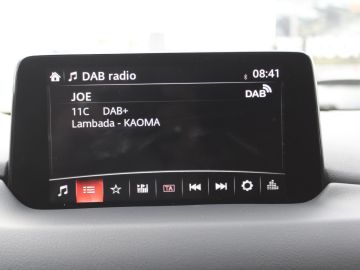 DAB radio 08:41
JOE DAB
11C DAB+
Lambada - KAOMA
TA